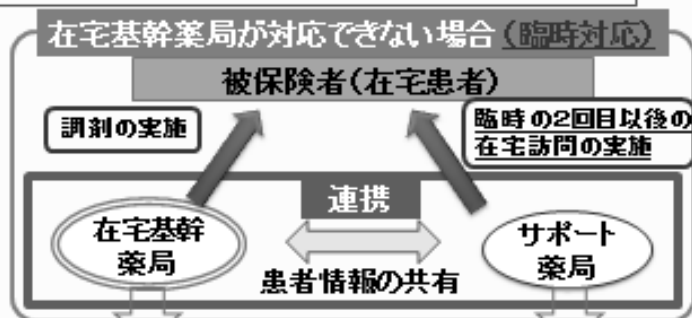 在宅基幹薬局が対応できない場合(臨時対応)
被保険者(在宅患者)
調剤の実施
臨時の2回目以後の
在宅訪問の実施
連携
在宅基幹
薬局
サポート
薬局
患者情報の共有